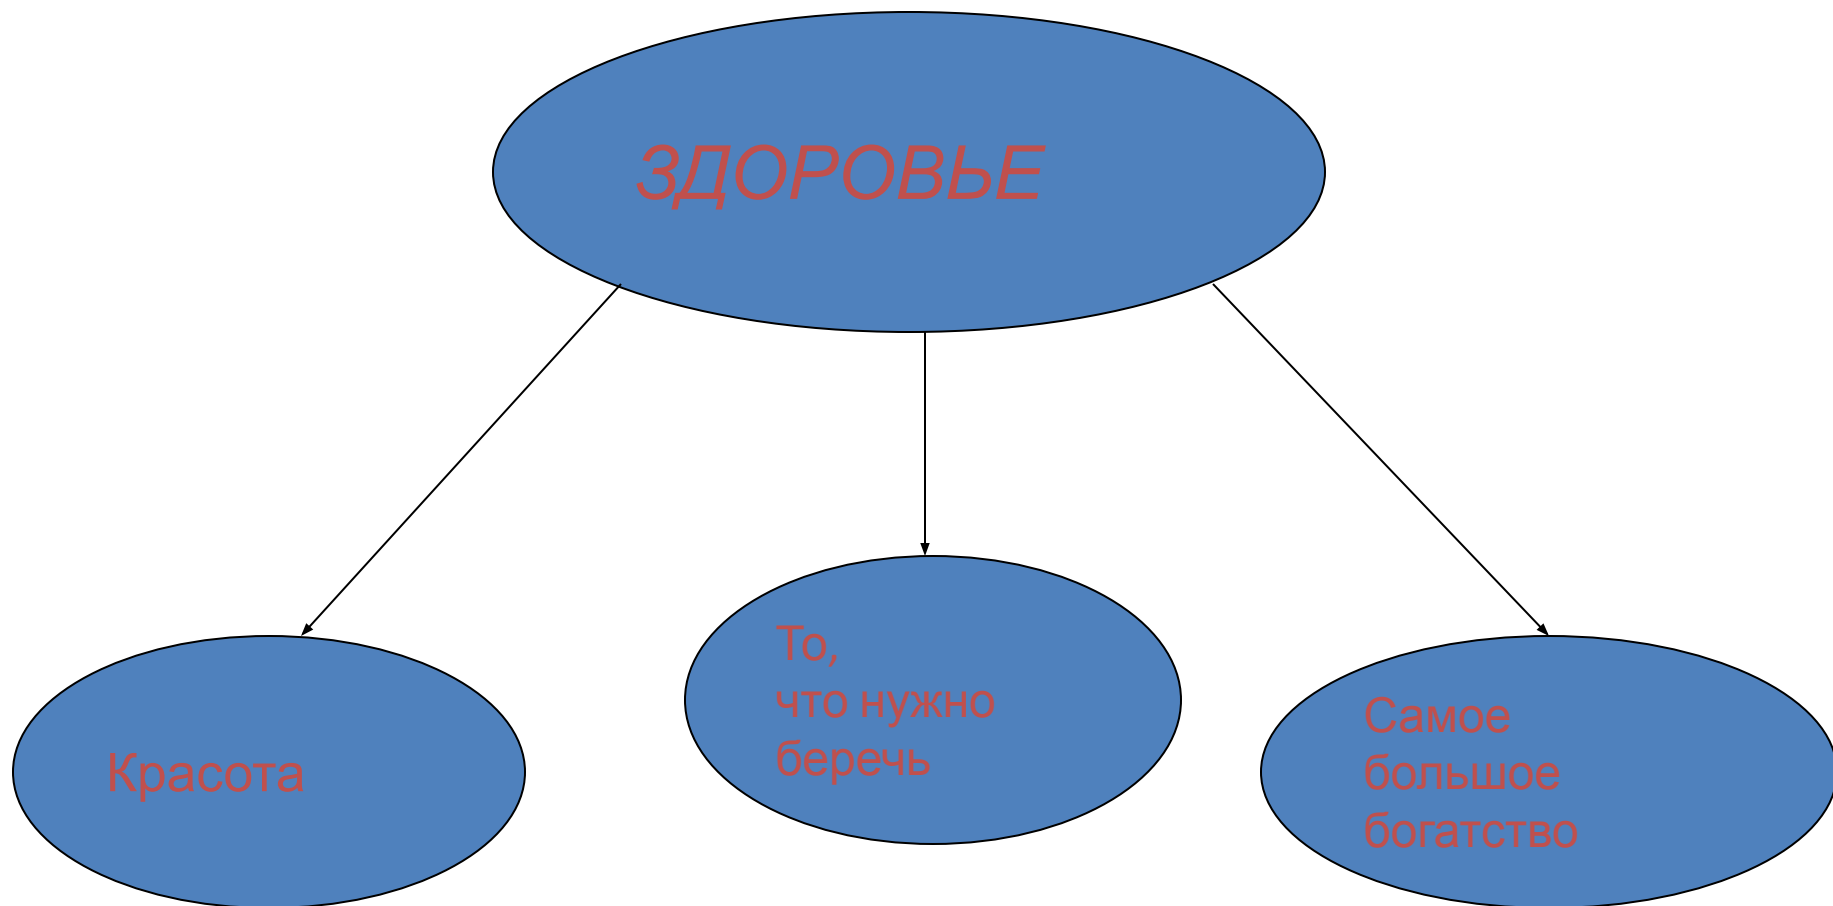 ЗДОРОВЬЕ
Красота
То,
что нужно
беречь
Самое
большое
богатство